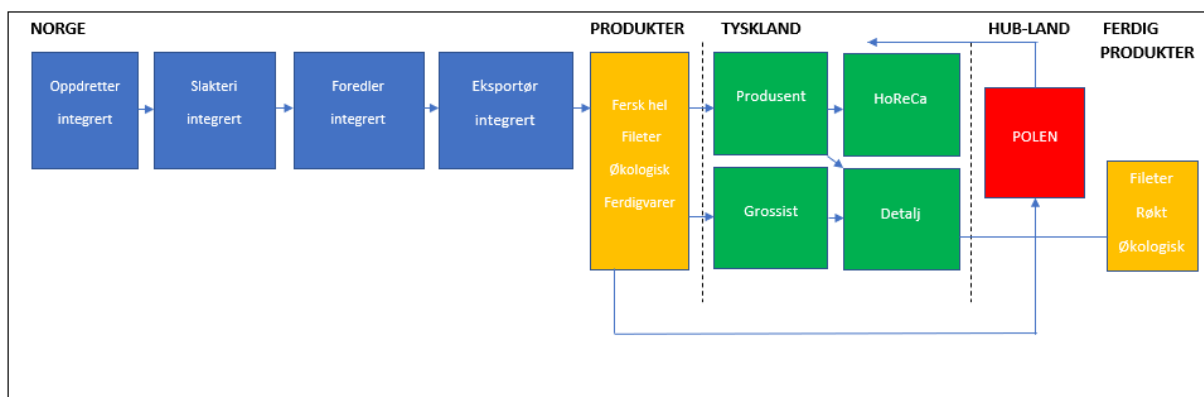 NORGE
PRODUKTER
TYSKLAND
HUB-LAND
FERDIG
PRODUKTER
Oppdretter
integrert
Slakteri
integrert
Foredler
integrert
Eksportør
integrert
Fersk hel
Fileter
Økologisk
Ferdigvarer
Produsent
HoReCa
Grossist
Detalj
POLEN
Fileter
Røkt
Økologisk